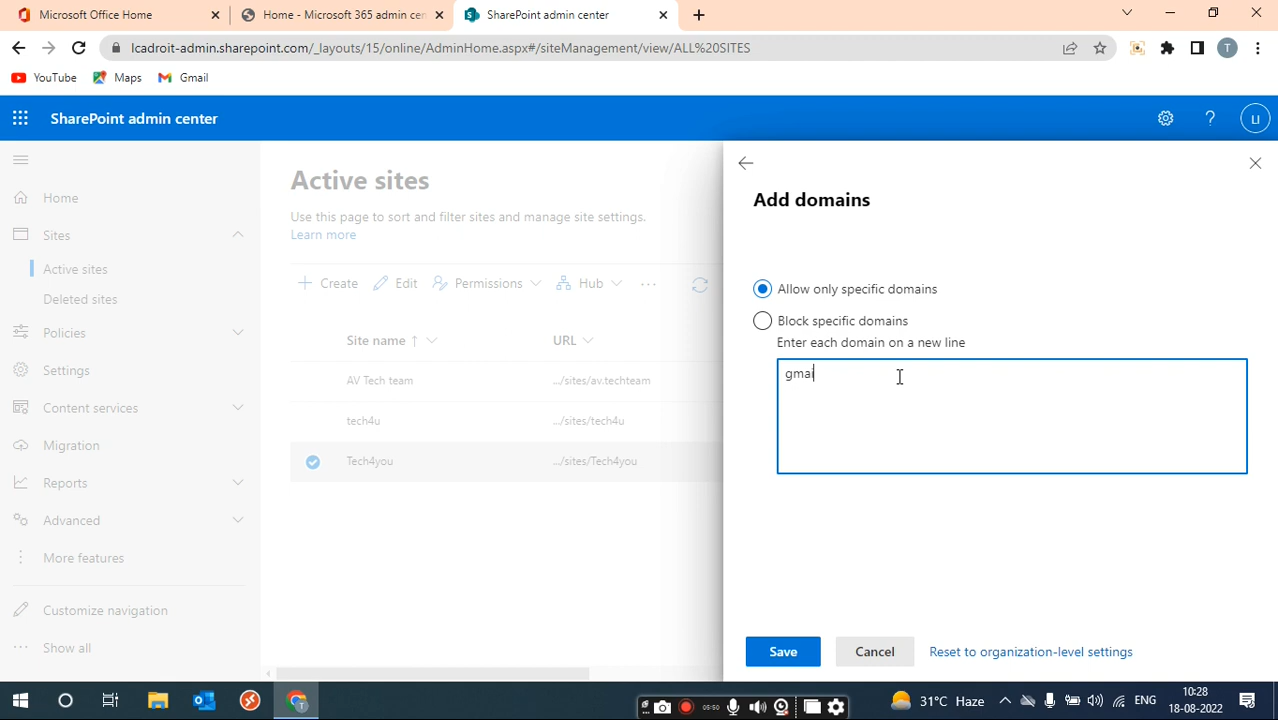 Microsoft Office Home
Home - Microsoft 365 admin cen
SharePoint admin center
lcadroit-admin.sharepoint.com/_layouts/15/online/AdminHome.aspx#/siteManagement/view/ALL%20SITES
T
YouTube
Maps
Gmail
SharePoint admin center
?
LI
Home
Sites
Active sites
Deleted sites
Policies
Settings
Content services
Migration
Reports
Advanced
More features
Customize navigation
Show all
Active sites
Use this page to sort and filter sites and manage site settings.
Learn more
Create
Edit
Permissions
Hub
Site name
URL
AV Tech team
.../sites/av.techteam
tech4u
.../sites/tech4u
Tech4you
.../sites/Tech4you
Add domains
Allow only specific domains
Block specific domains
Enter each domain on a new line
gmai
Save
Cancel
Reset to organization-level settings
05:50
31°C Haze
ENG
10:28
18-08-2022